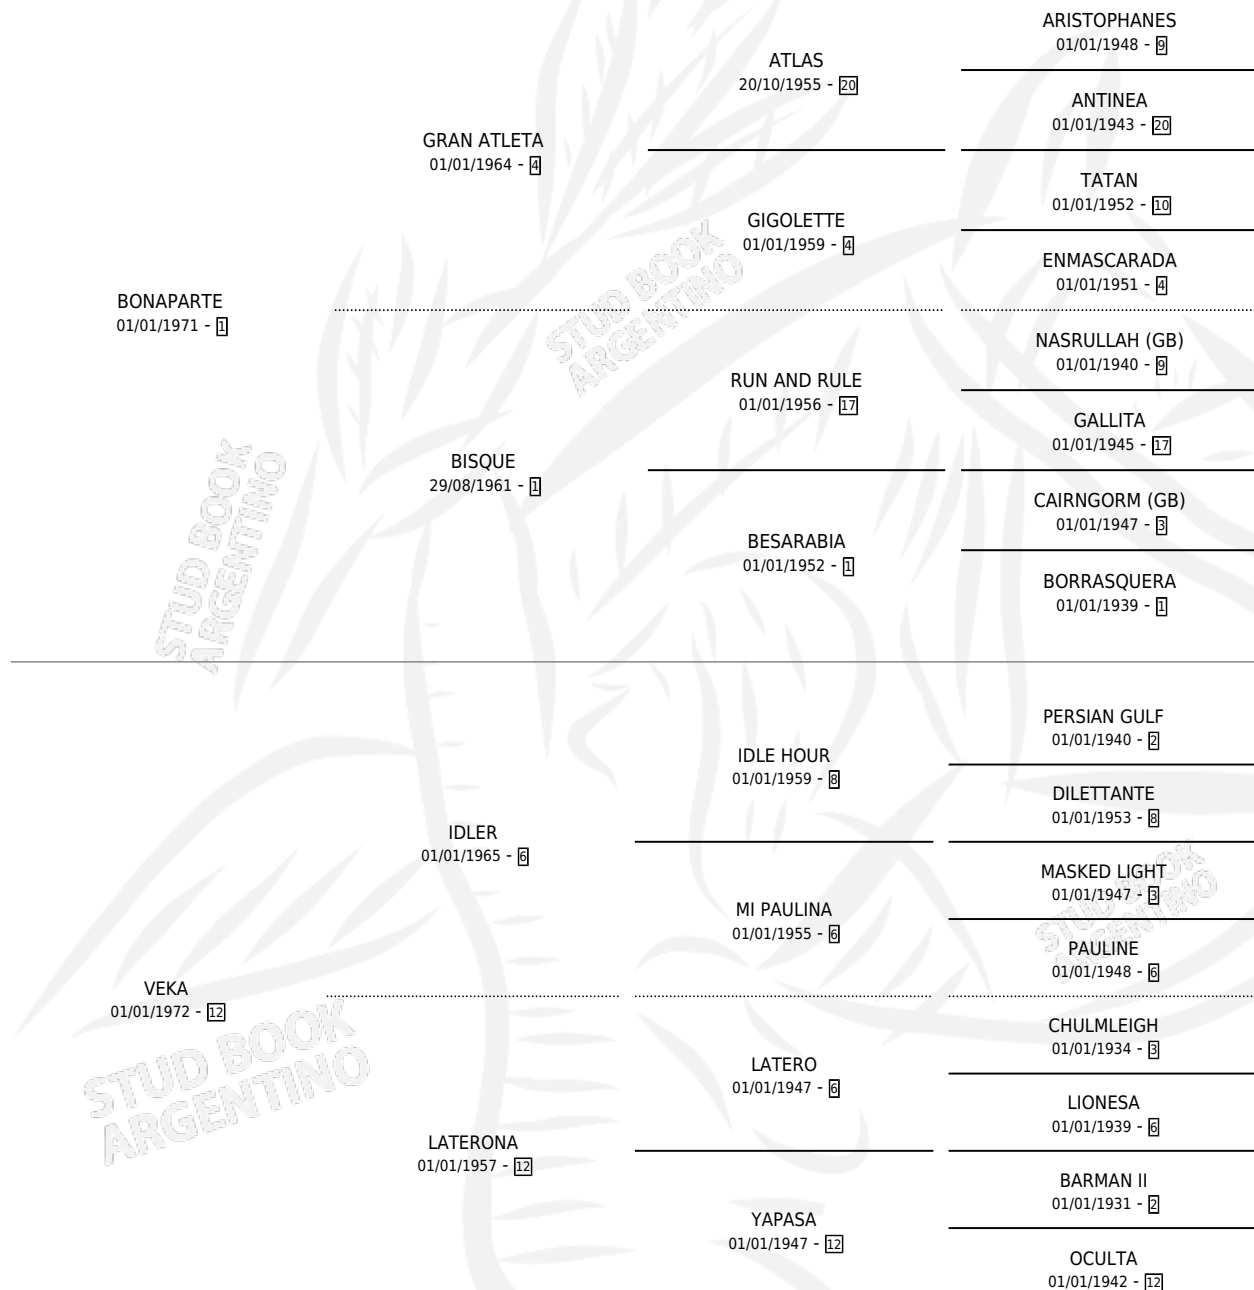 ARISTOPHANES
01/01/1948 - 9
ATLAS
20/10/1955 - 20
ANTINEA
01/01/1943 - 20
GRAN ATLETA
01/01/1964 - 4
TATAN
01/01/1952 - 10
GIGOLETTE
01/01/1959 - 4
ENMASCARADA
01/01/1951 - 4
BONAPARTE
01/01/1971 - 1
NASRULLAH (GB)
01/01/1940 - 9
RUN AND RULE
01/01/1956 - 17
GALLITA
01/01/1945 - 17
BISQUE
29/08/1961 - 1
CAIRNGORM (GB)
01/01/1947 - 3
BESARABIA
01/01/1952 - 1
BORRASQUERA
01/01/1939 - 1
PERSIAN GULF
01/01/1940 - 2
IDLE HOUR
01/01/1959 - 8
DILETTANTE
01/01/1953 - 8
IDLER
01/01/1965 - 6
MASKED LIGHT
01/01/1947 - 3
MI PAULINA
01/01/1955 - 6
PAULINE
01/01/1948 - 6
VEKA
01/01/1972 - 12
CHULMLEIGH
01/01/1934 - 3
LATERO
01/01/1947 - 6
LIONESA
01/01/1939 - 6
LATERONA
01/01/1957 - 12
BARMAN II
01/01/1931 - 2
YAPASA
01/01/1947 - 12
OCULTA
01/01/1942 - 12
STUD BOOK
ARGENTINO
STUD BOOK
ARGENTINO
STUD BOOK
ARGENTINO
STUD BOOK
ARGENTINO